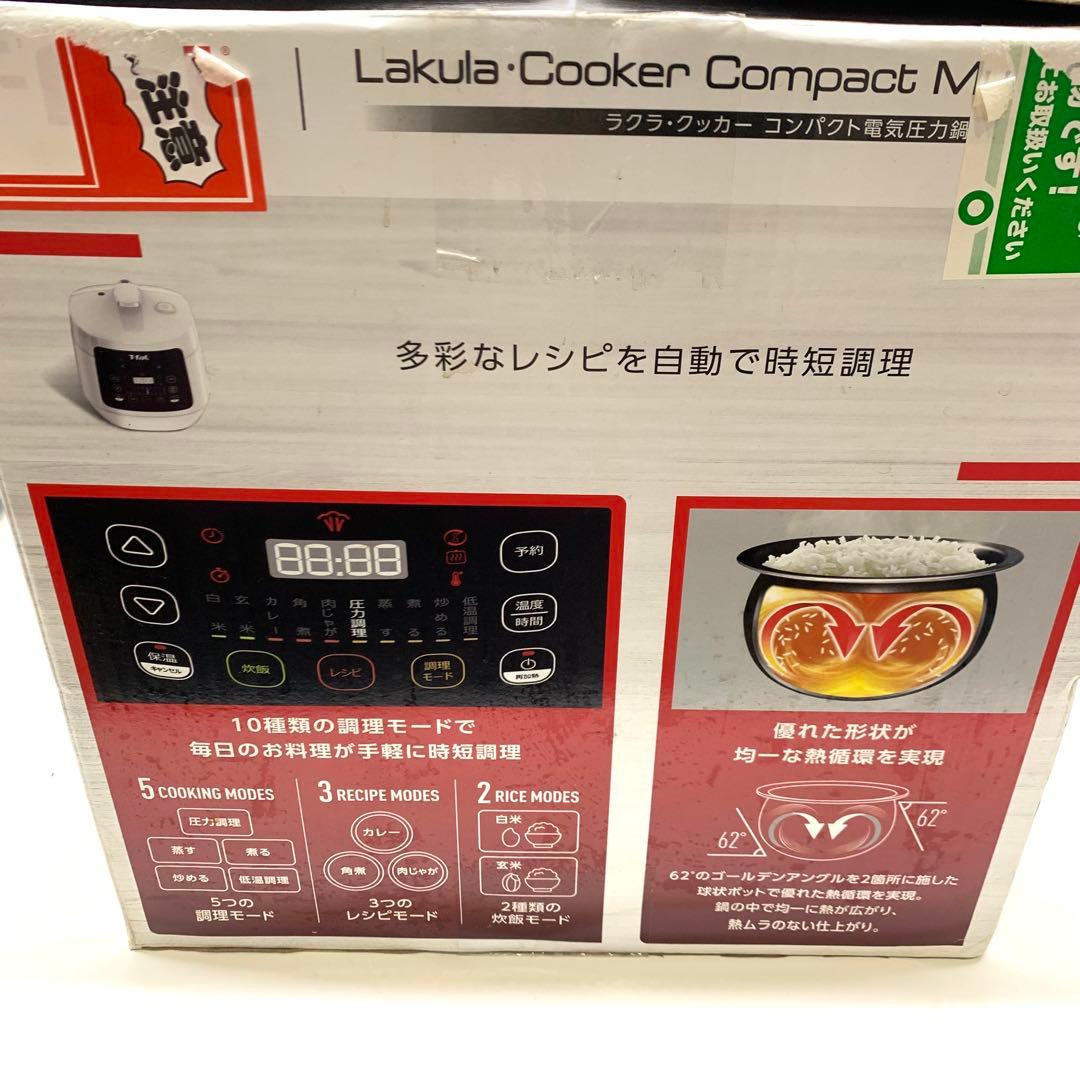 注意
®
Lakula・Cooker Compact M
ラクラ・クッカー コンパクト電気圧力鍋
です!
お取扱いください
T-fal
多彩なレシピを自動で時短調理
88:88
予約
温度
時間
白米
玄米
カレー
角煮
肉じゃが
圧力調理
蒸す
煮る
炒める
低温調理
保温
キャンセル
炊飯
レシピ
調理
モード
再加熱
10種類の調理モードで
毎日のお料理が手軽に時短調理
5 COOKING MODES
圧力調理
蒸す
煮る
炒める
低温調理
5つの
調理モード
3 RECIPE MODES
カレー
角煮
肉じゃが
3つの
レシピモード
2 RICE MODES
白米
玄米
2種類の
炊飯モード
優れた形状が
均一な熱循環を実現
62°
62°
62°のゴールデンアングルを2箇所に施した
球状ポットで優れた熱循環を実現。
鍋の中で均一に熱が広がり、
熱ムラのない仕上がり。